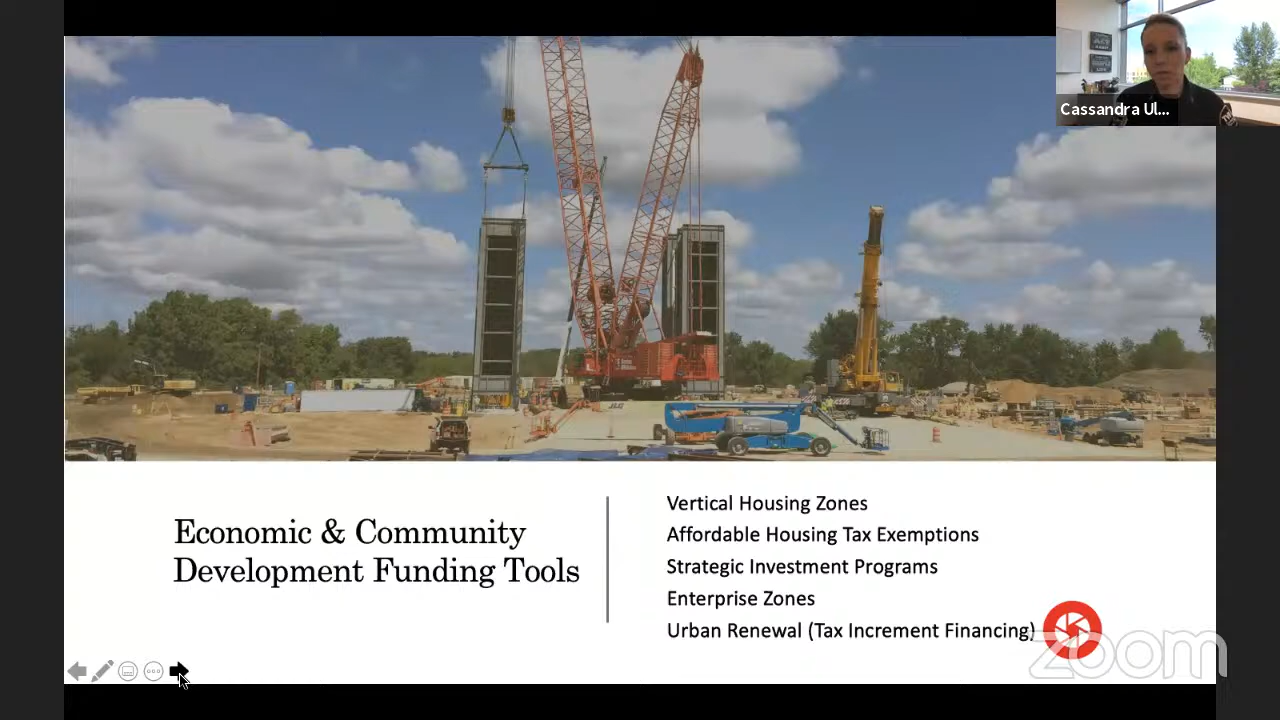 Cassandra Ul...
Economic & Community
Development Funding Tools
Vertical Housing Zones
Affordable Housing Tax Exemptions
Strategic Investment Programs
Enterprise Zones
Urban Renewal (Tax Increment Financing)
zoom